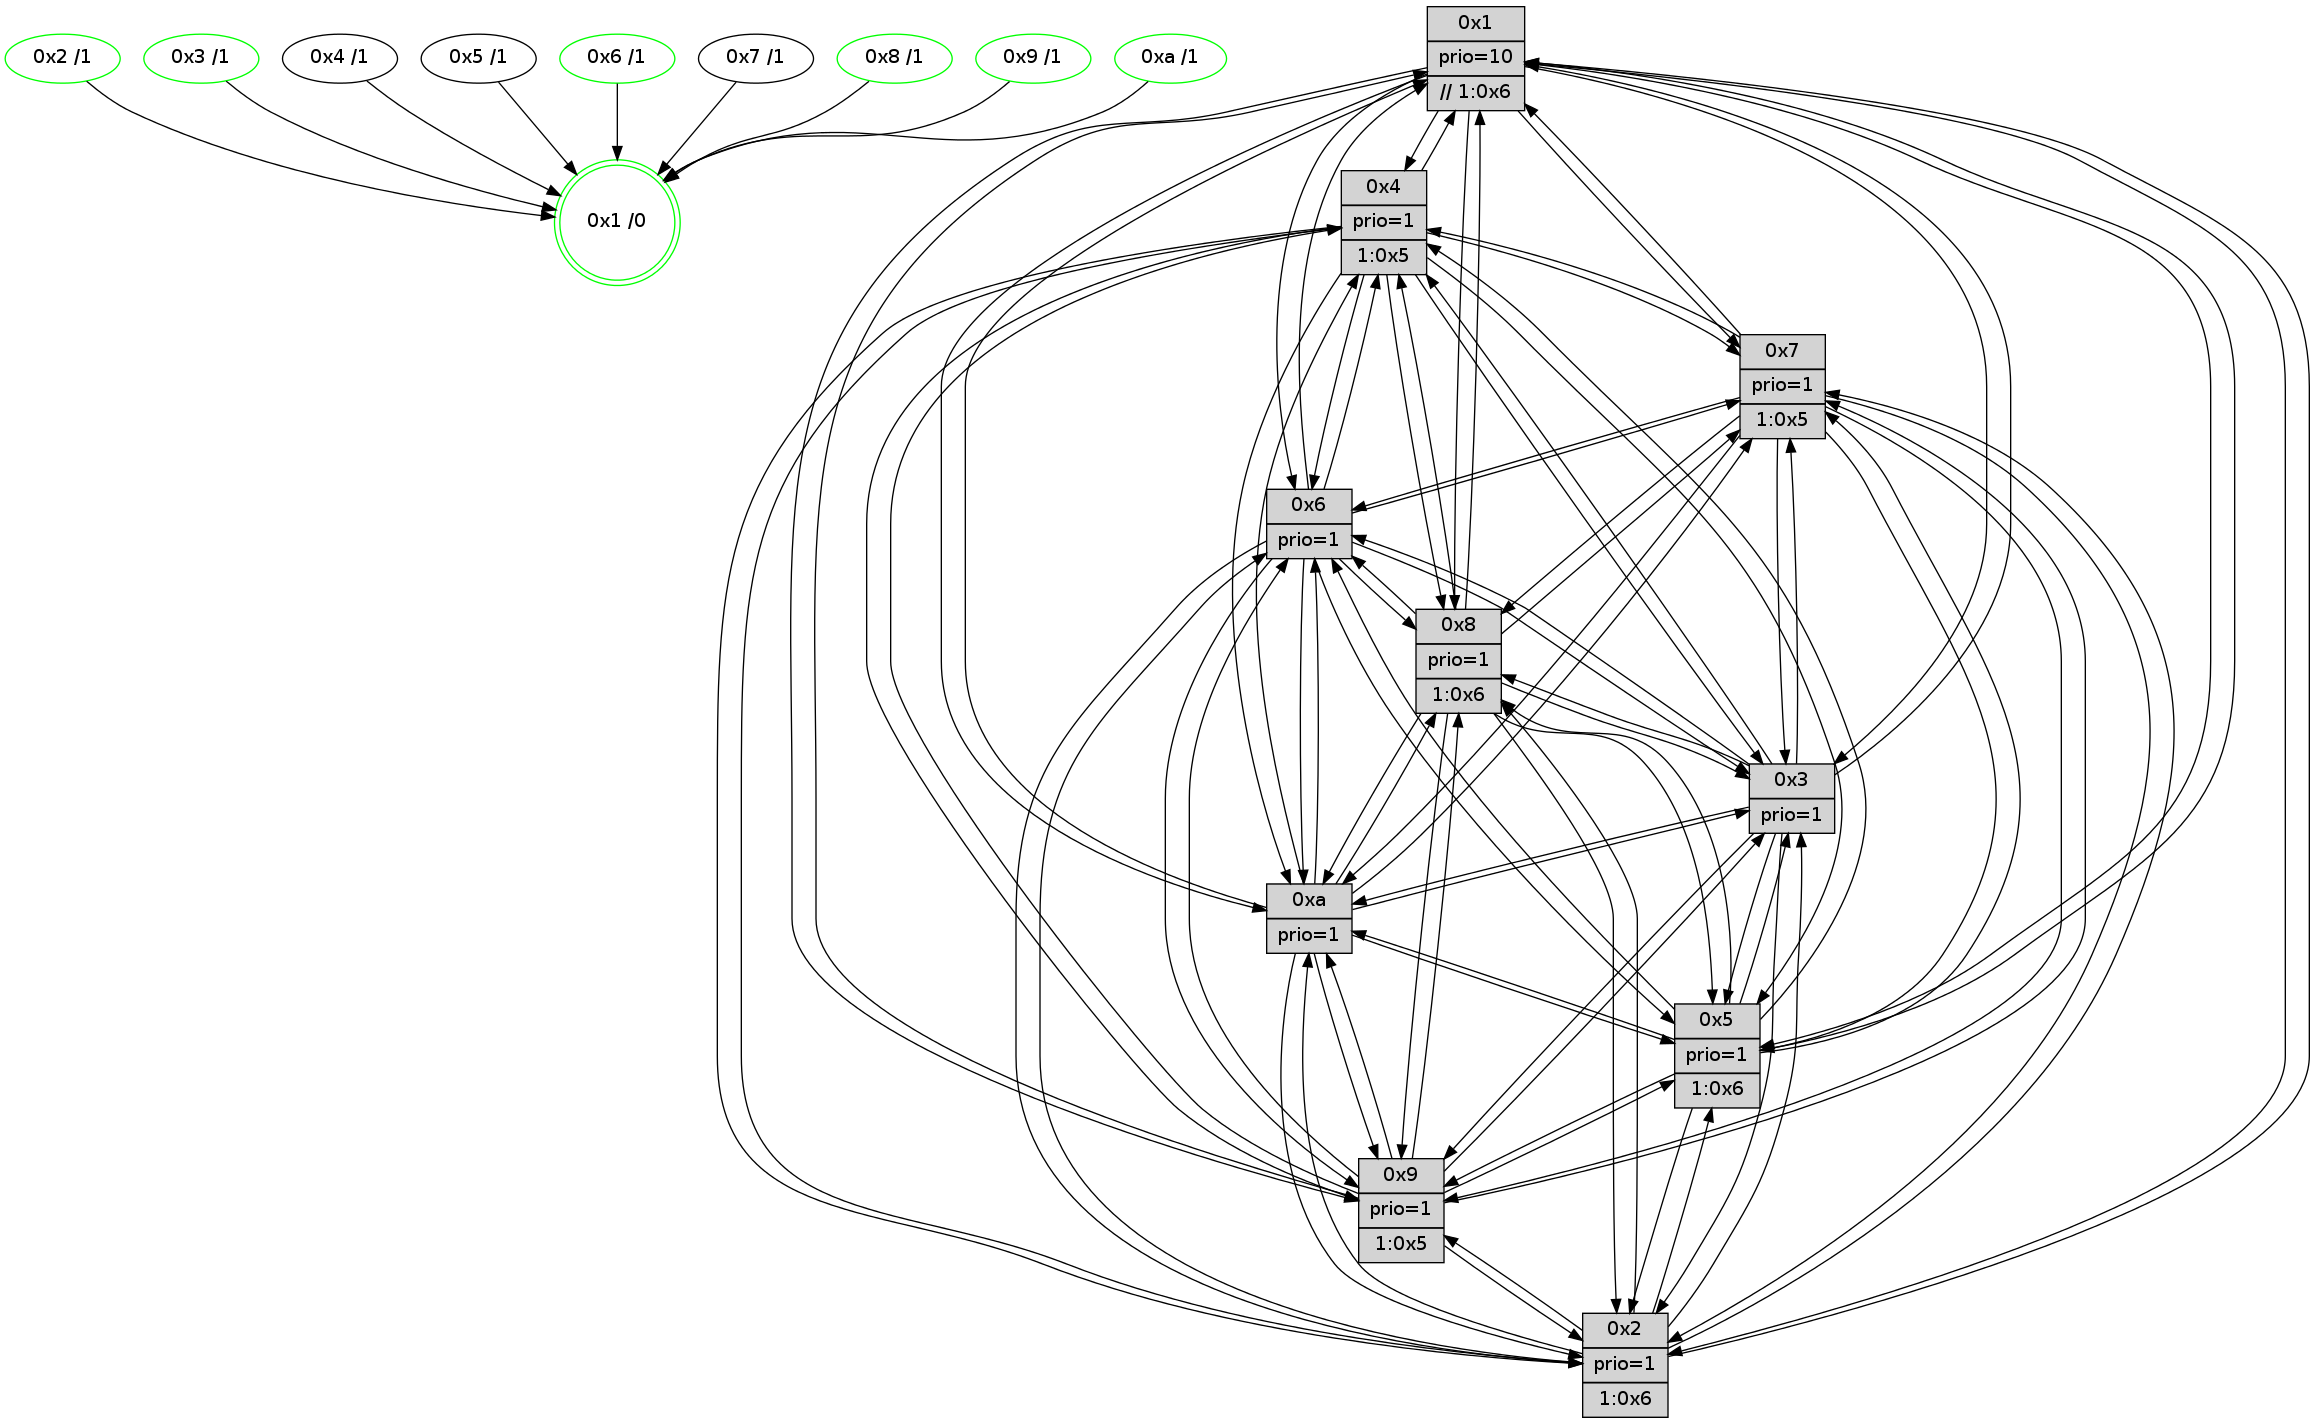 0x2 /1
0x3 /1
0x4 /1
0x5 /1
0x6 /1
0x7 /1
0x8 /1
0x9 /1
0xa /1
0x1 /0
0x1
prio=10
// 1:0x6
0x4
prio=1
1:0x5
0x7
prio=1
1:0x5
0x6
prio=1
0x8
prio=1
1:0x6
0x3
prio=1
0xa
prio=1
0x5
prio=1
1:0x6
0x9
prio=1
1:0x5
0x2
prio=1
1:0x6